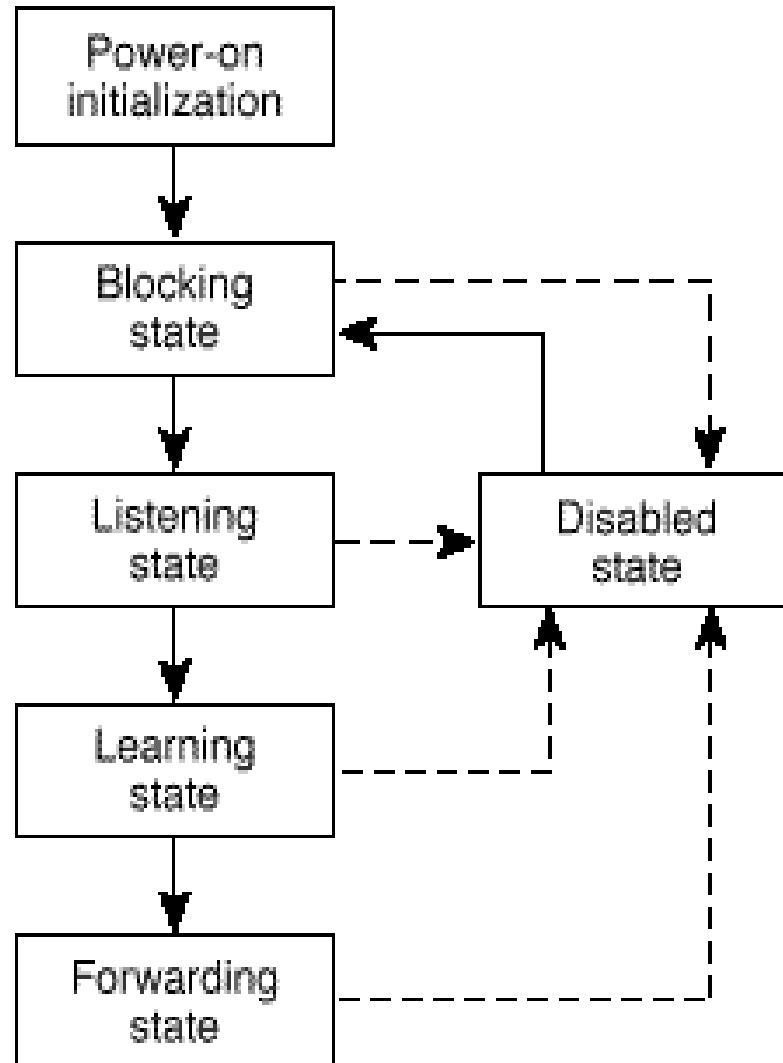 Power-on
initialization
Blocking
state
Listening
state
Disabled
state
Learning
state
Forwarding
state